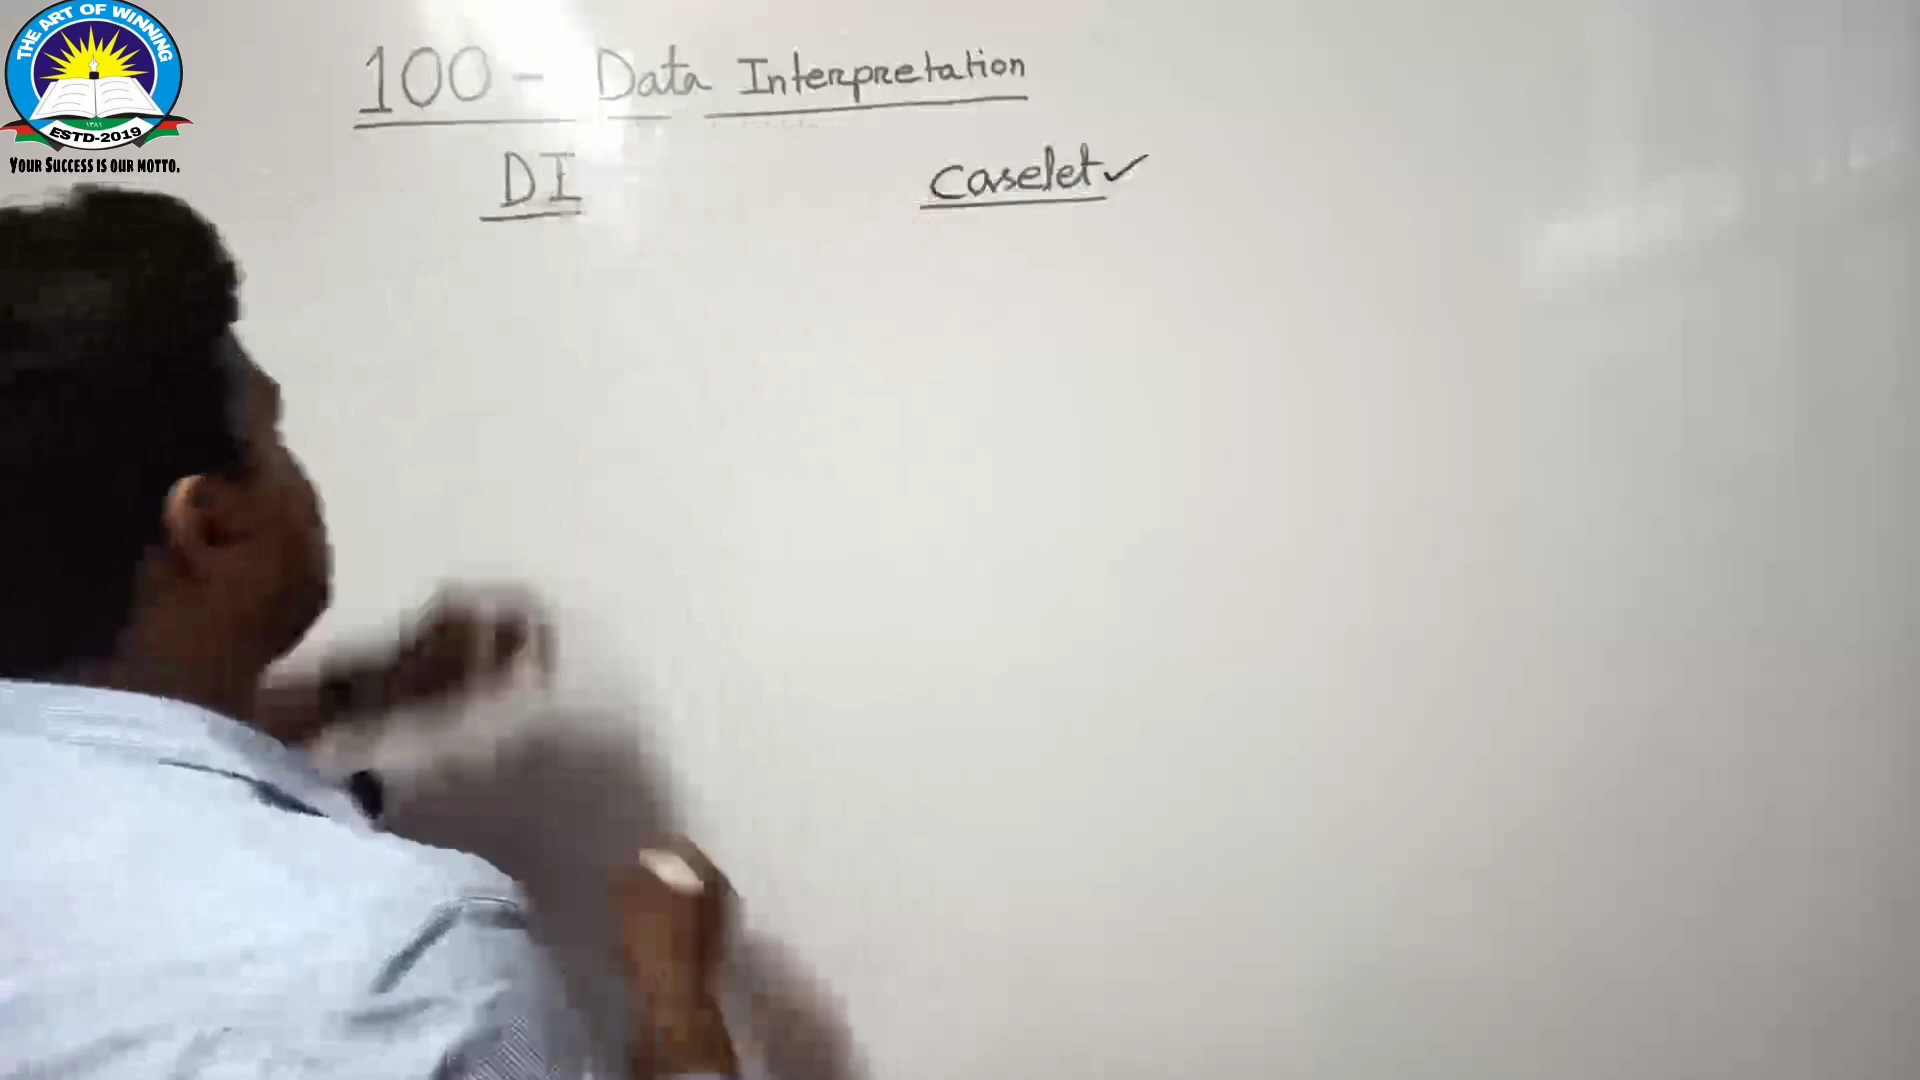 THE ART OF WINNING
ESTD-2019
YOUR SUCCESS IS OUR MOTTO.
100 - Data Interpretation
DI
Caselet ✓